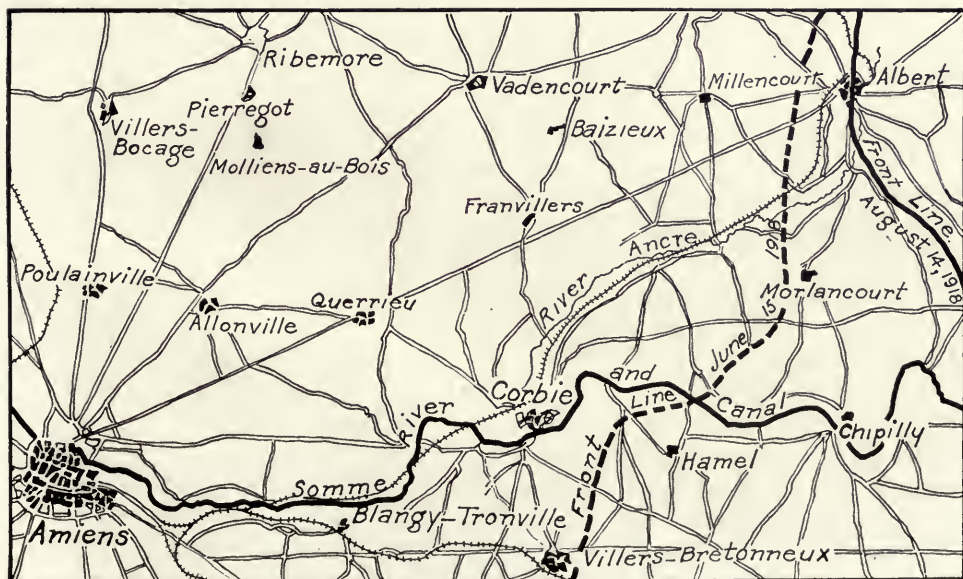 Ribemore
Pierregot
Villers-
Bocage
Molliens-au-Bois
Vadencourt
Millencourt
Albert
Baizieux
Franvillers
Front Line.
August 14, 1918
River Ancre
Poulainville
Allonville
Querrieu
Morlancourt
Corbie
Front Line June 15 1918
Somme River and Canal
Chipilly
Hamel
Blangy-Tronville
Amiens
Villers-Bretonneux